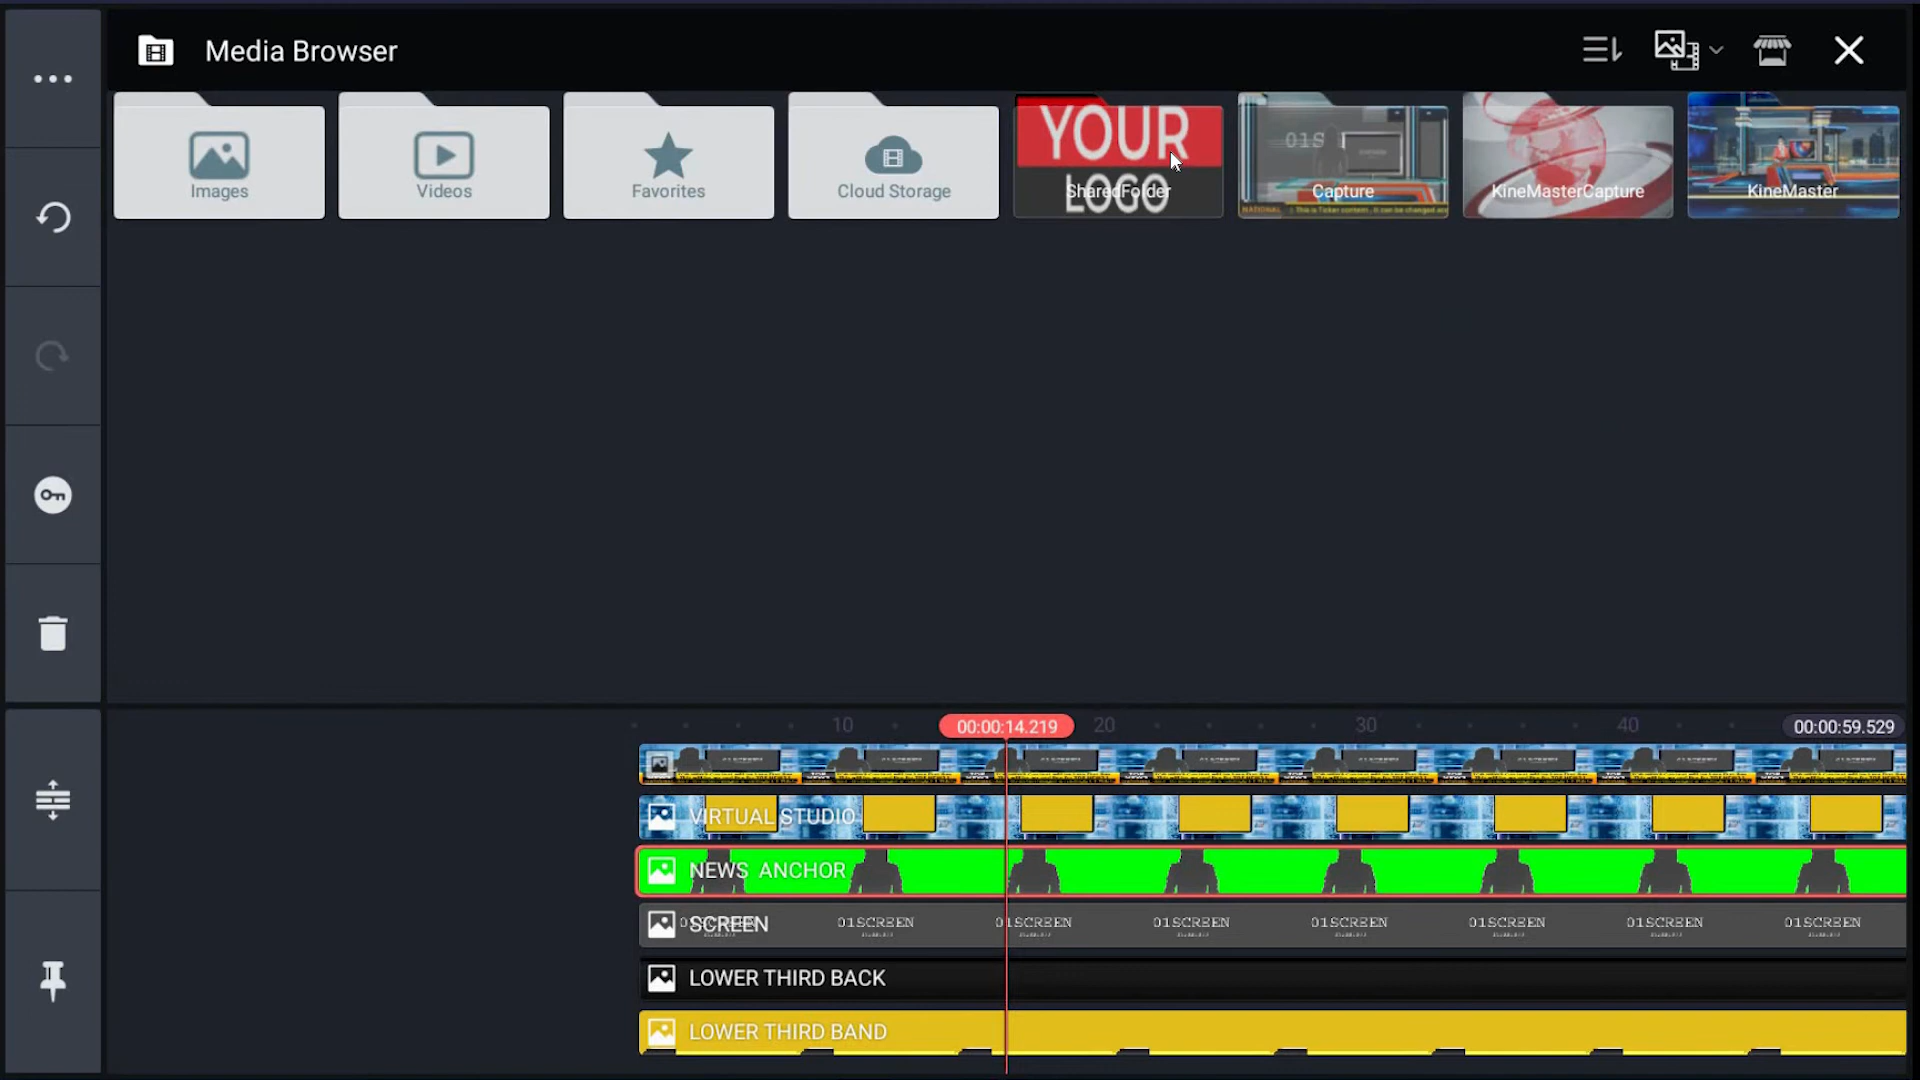 Media Browser
Images
Videos
Favorites
Cloud Storage
YOUR
LOGO
SharedFolder
01S
Capture
KineMasterCapture
KineMaster
10
00:00:14.219
20
30
40
00:00:59.529
VIRTUAL STUDIO
NEWS ANCHOR
SCREEN
01SCREEN
01SCREEN
01SCREEN
01SCREEN
01SCREEN
01SCREEN
01SCREEN
LOWER THIRD BACK
LOWER THIRD BAND